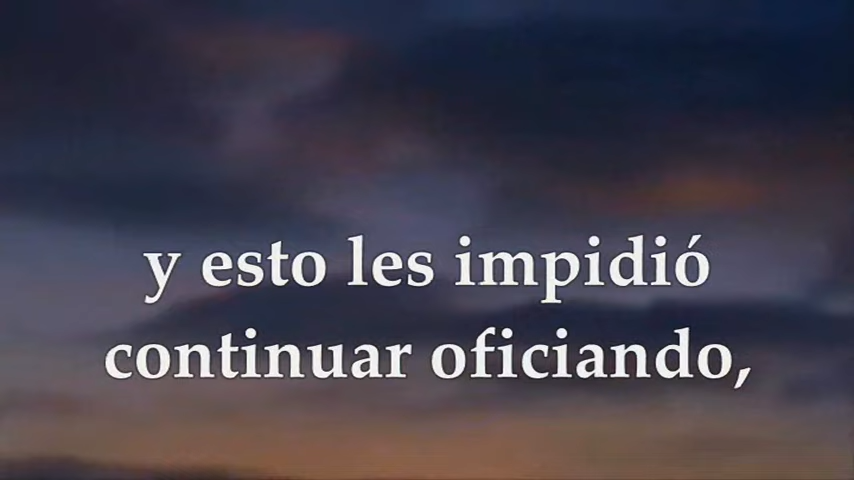 y esto les impidió
continuar oficiando,